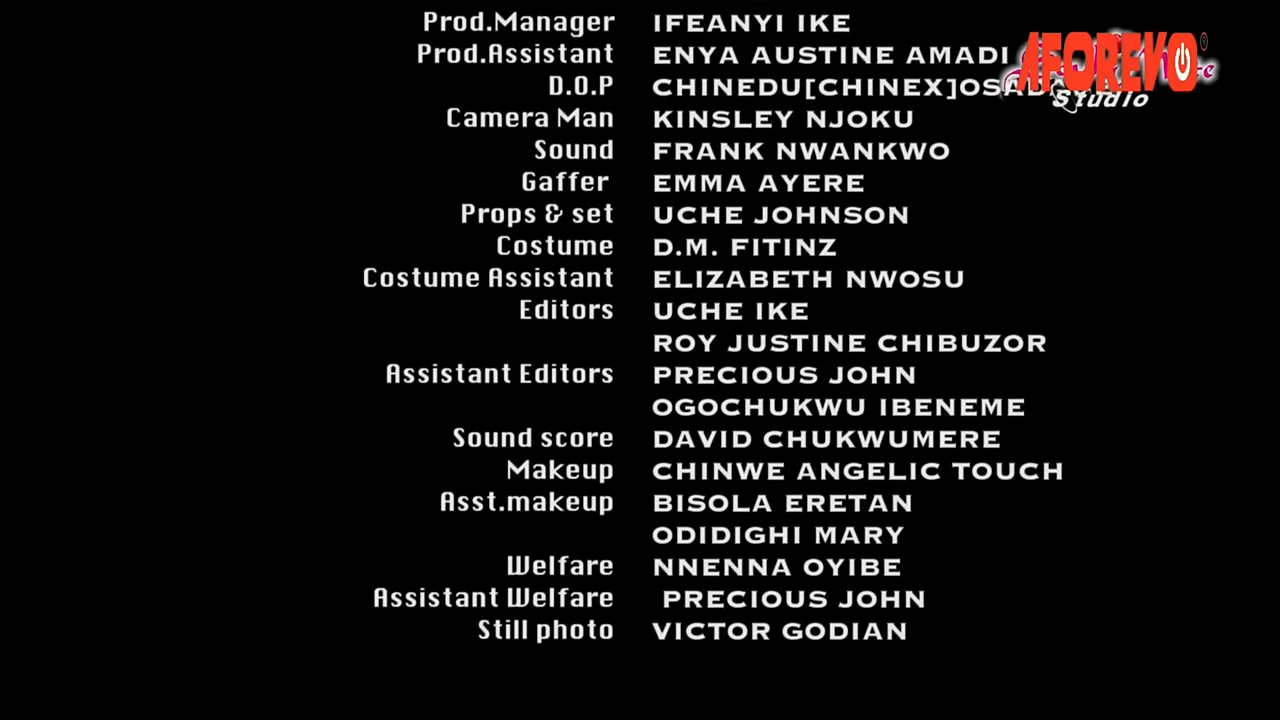 Prod.Manager IFEANYI IKE
Prod.Assistant ENYA AUSTINE AMADI
AFOREVO
D.O.P CHINEDU[CHINEX]
Studio
Camera Man KINSLEY NJOKU
Sound FRANK NWANKWO
Gaffer EMMA AYERE
Props & set UCHE JOHNSON
Costume D.M. FITINZ
Costume Assistant ELIZABETH NWOSU
Editors UCHE IKE
ROY JUSTINE CHIBUZOR
Assistant Editors PRECIOUS JOHN
OGOCHUKWU IBENEME
Sound score DAVID CHUKWUMERE
Makeup CHINWE ANGELIC TOUCH
Asst.makeup BISOLA ERETAN
ODIDIGHI MARY
Welfare NNENNA OYIBE
Assistant Welfare PRECIOUS JOHN
Still photo VICTOR GODIAN